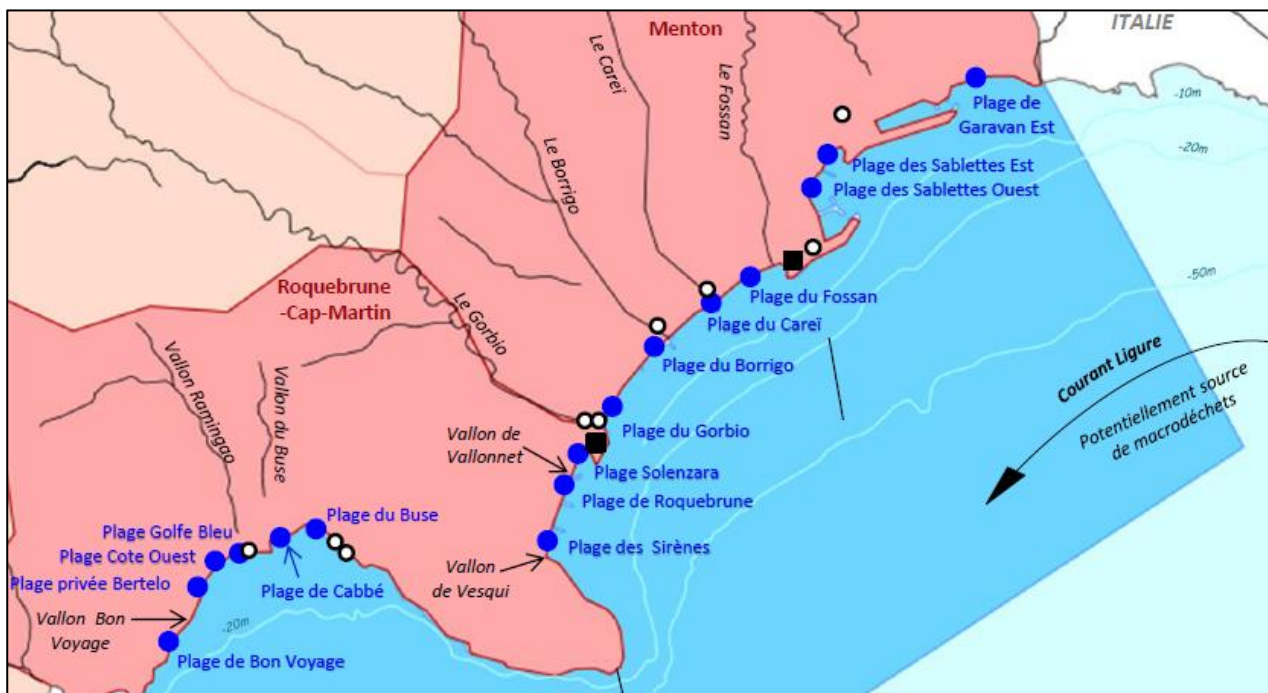 ITALIE
Menton
Le Careï
Le Fossan
Le Borrigo
-10m
Plage de
Garavan Est
-20m
Plage des Sablettes Est
Plage des Sablettes Ouest
-50m
Roquebrune
-Cap-Martin
Le Gorbio
Plage du Fossan
Plage du Careï
Plage du Borrigo
Courant Ligure
Potentiellement source
de macrodéchets
Vallon Ramingao
Vallon du Buse
Vallon de
Vallonnet
Plage du Gorbio
Plage Solenzara
Plage de Roquebrune
Plage du Buse
Plage Golfe Bleu
Plage Cote Ouest
Plage des Sirènes
Plage privée Bertelo
Plage de Cabbé
Vallon
de Vesqui
Vallon Bon
Voyage
-20m
Plage de Bon Voyage